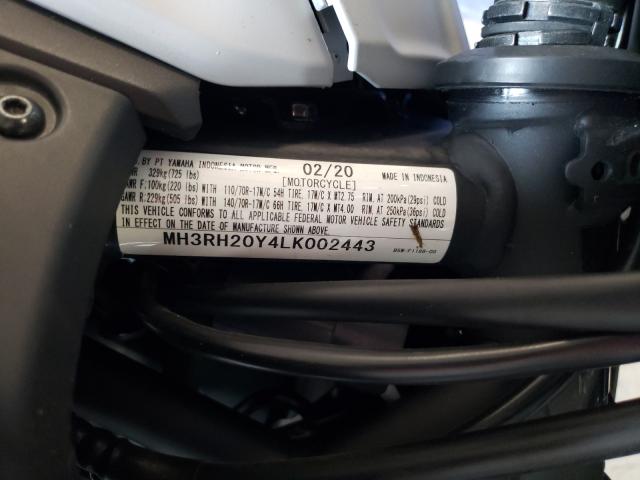 BY PT YAMAHA INDONESIA MOTOR MFG. 02/20 MADE IN INDONESIA
329kg(725 lbs) [MOTORCYCLE]
GAWR F:100kg(220 lbs) WITH 110/70R-17M/C 54H TIRE. 17M/C X MT2.75 RIM. AT 200kPa(29psi) COLD
GAWR R:229kg(505 lbs) WITH 140/70R-17M/C 66H TIRE. 17M/C X MT4.00 RIM. AT 250kPa(36psi) COLD
THIS VEHICLE CONFORMS TO ALL APPLICABLE FEDERAL MOTOR VEHICLE SAFETY STANDARDS
IN EFFECT ON THE DATE OF MANUFACTURE SHOWN ABOVE.
MH3RH20Y4LK002443